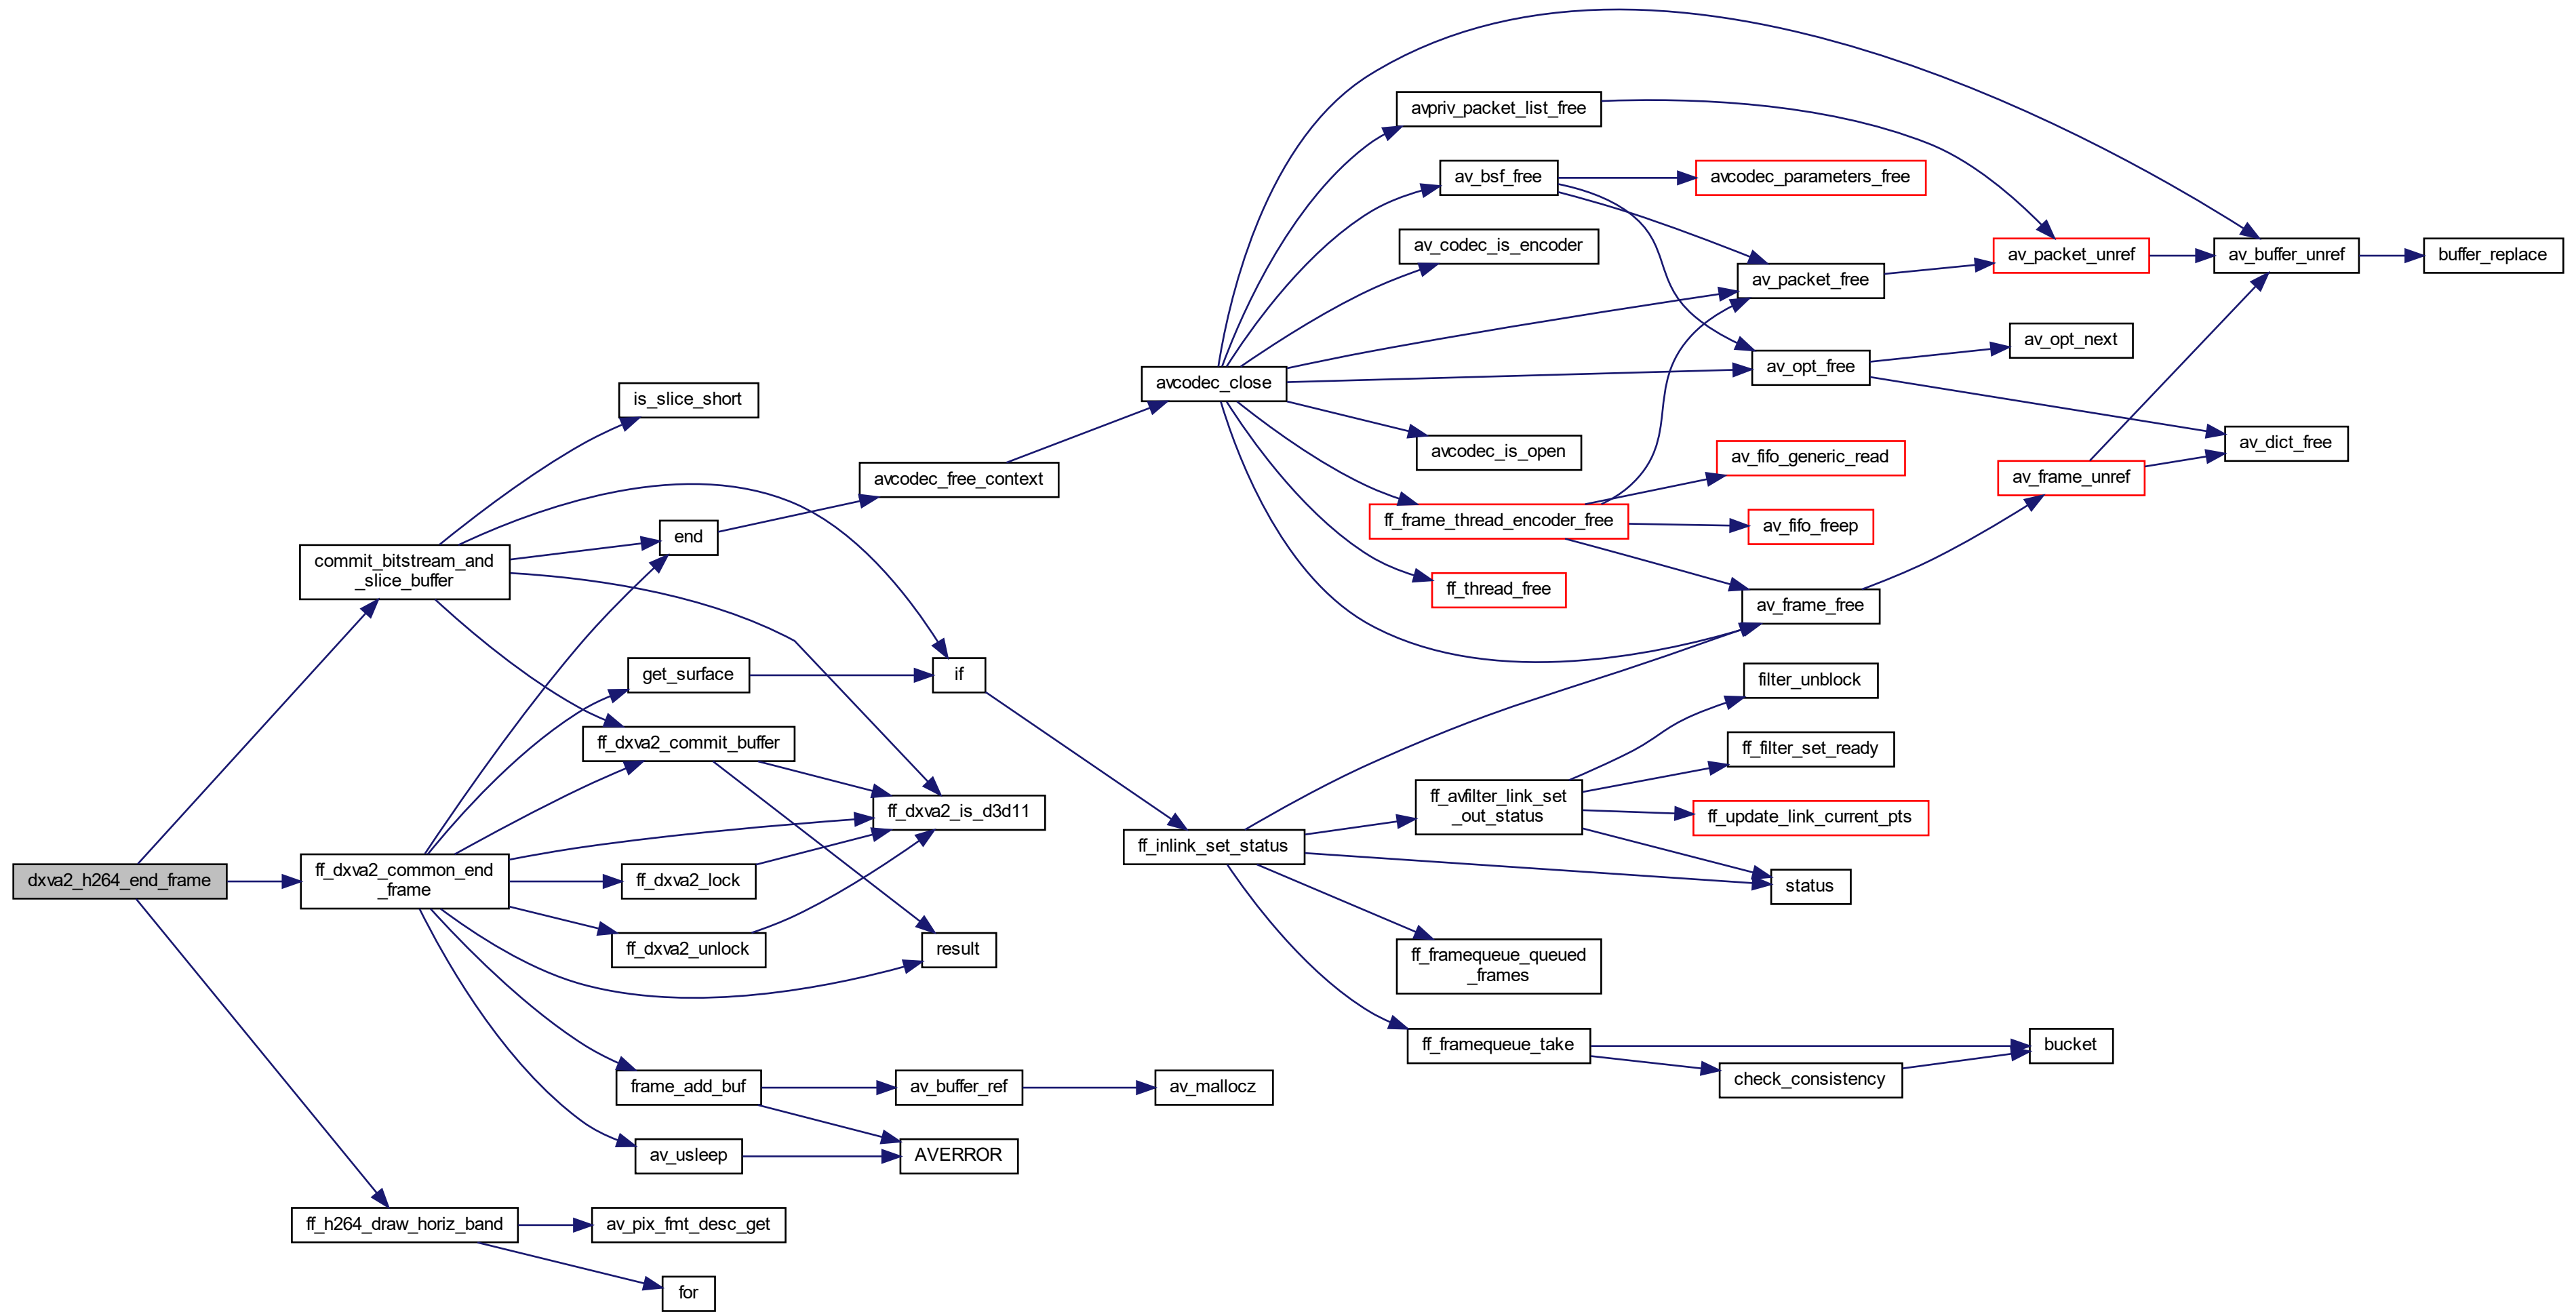 dxva2_h264_end_frame
commit_bitstream_and
_slice_buffer
ff_dxva2_common_end
_frame
ff_h264_draw_horiz_band
is_slice_short
end
get_surface
ff_dxva2_commit_buffer
ff_dxva2_lock
ff_dxva2_unlock
frame_add_buf
av_usleep
av_pix_fmt_desc_get
for
avcodec_free_context
if
ff_dxva2_is_d3d11
result
av_buffer_ref
AVERROR
avcodec_close
ff_inlink_set_status
av_mallocz
avpriv_packet_list_free
av_bsf_free
av_codec_is_encoder
avcodec_is_open
ff_frame_thread_encoder_free
ff_thread_free
ff_avfilter_link_set
_out_status
ff_framequeue_queued
_frames
ff_framequeue_take
avcodec_parameters_free
av_packet_free
av_opt_free
av_fifo_generic_read
av_fifo_freep
av_frame_free
filter_unblock
ff_filter_set_ready
ff_update_link_current_pts
status
check_consistency
av_packet_unref
av_opt_next
av_frame_unref
bucket
av_buffer_unref
av_dict_free
buffer_replace